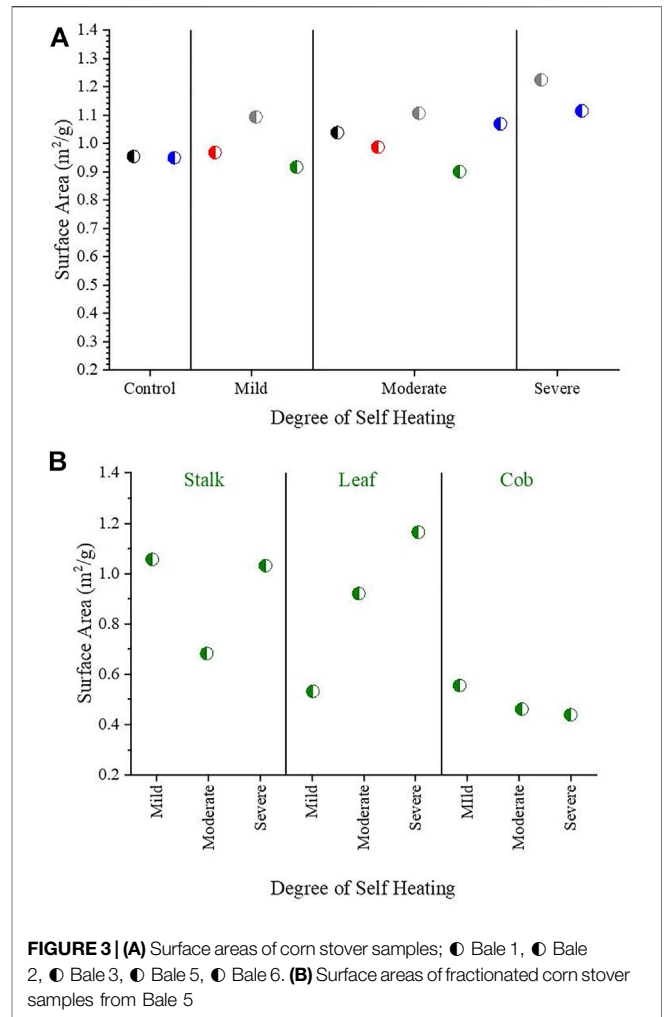 A
1.4
1.3
1.2
1.1
1.0
0.9
0.8
0.7
0.6
0.5
0.4
0.3
0.2
Surface Area (m²/g)
Control Mild Moderate Severe
Degree of Self Heating
B
Stalk Leaf Cob
1.4
1.2
1.0
0.8
0.6
0.4
0.2
Surface Area (m²/g)
Mild Moderate Severe Mild Moderate Severe MIld Moderate Severe
Degree of Self Heating
FIGURE 3 | (A) Surface areas of corn stover samples; ◐ Bale 1, ◐ Bale
2, ◐ Bale 3, ◐ Bale 5, ◐ Bale 6. (B) Surface areas of fractionated corn stover
samples from Bale 5